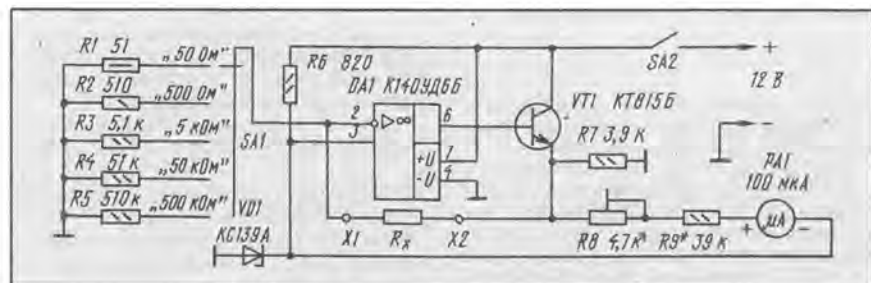 R1 51 „50 Ом"
R2 510 „500 Ом"
R3 5,1 к „5 кОм"
R4 51 к „50 кОм"
R5 510 к „500 кОм"
SA1
VD1
КС139А
R6 820
DA1 К140УД6Б
2
3
▷∞
6
+U 7
-U 4
VT1 КТ815Б
SA2
+
12 В
−
R7 3,9 к
PA1
100 мкА
X1
Rx
X2
R8 4,7 к
R9* 39 к
+ μA −